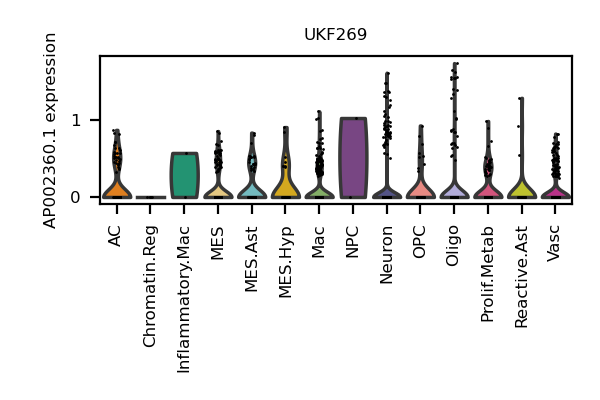 UKF269
AP002360.1 expression
1
0
AC
Chromatin.Reg
Inflammatory.Mac
MES
MES.Ast
MES.Hyp
Mac
NPC
Neuron
OPC
Oligo
Prolif.Metab
Reactive.Ast
Vasc